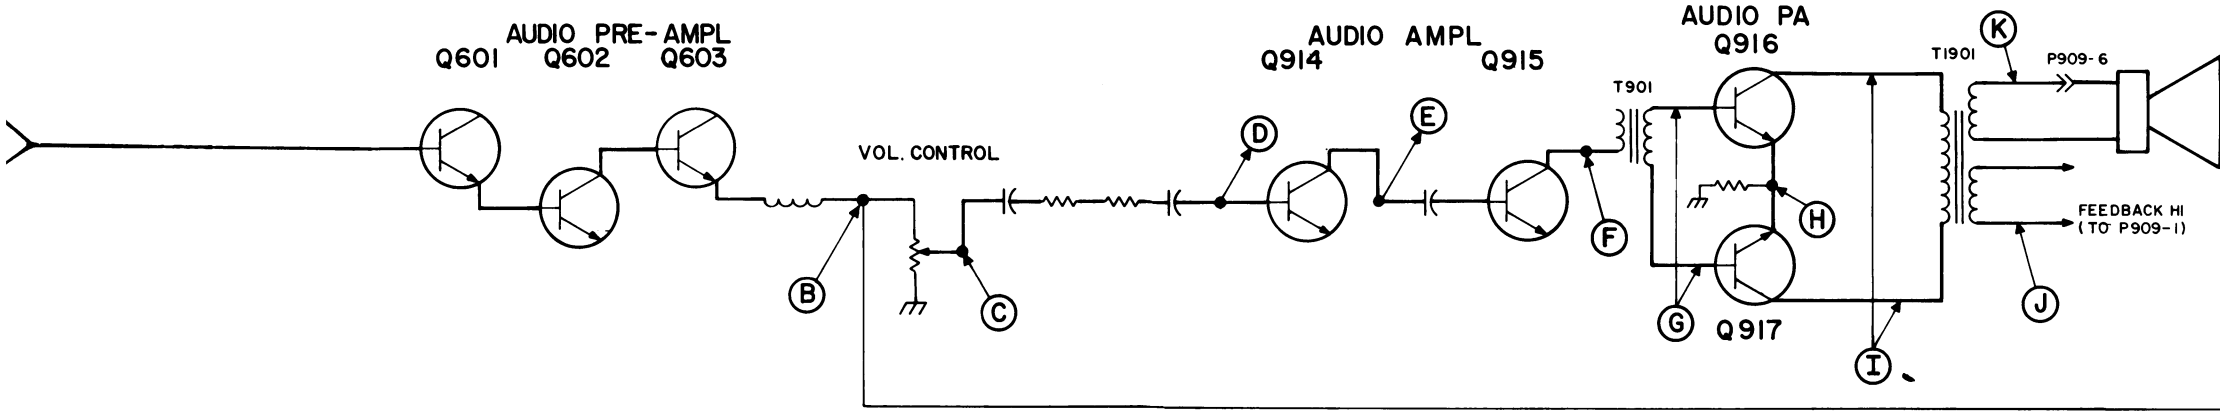 AUDIO PRE-AMPL
Q601 Q602 Q603
VOL. CONTROL
B
C
AUDIO AMPL
Q914 Q915
D
E
F
T901
AUDIO PA
Q916
G
H
Q917
I
T1901
K
P909-6
FEEDBACK HI
(TO P909-1)
J